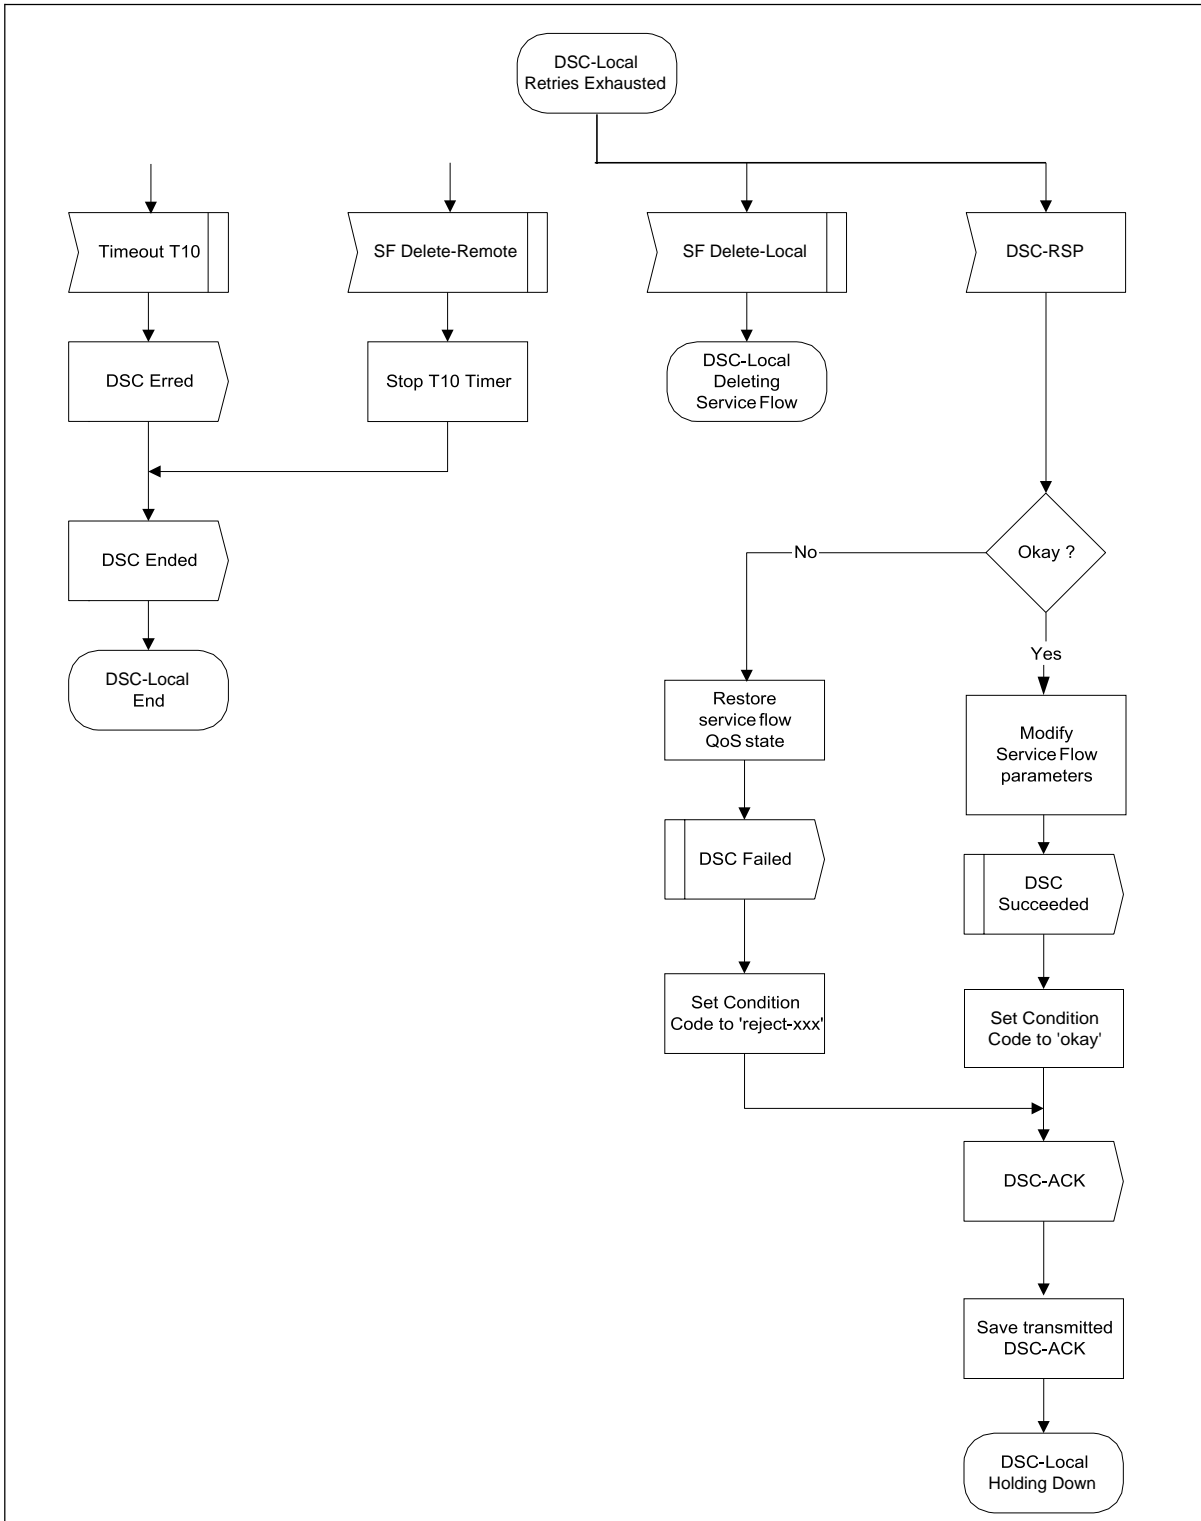 DSC-Local
Retries Exhausted
Timeout T10
SF Delete-Remote
SF Delete-Local
DSC-RSP
DSC Erred
Stop T10 Timer
DSC-Local
Deleting
Service Flow
DSC Ended
No
Okay ?
Yes
DSC-Local
End
Restore
service flow
QoS state
Modify
Service Flow
parameters
DSC Failed
DSC
Succeeded
Set Condition
Code to 'reject-xxx'
Set Condition
Code to 'okay'
DSC-ACK
Save transmitted
DSC-ACK
DSC-Local
Holding Down